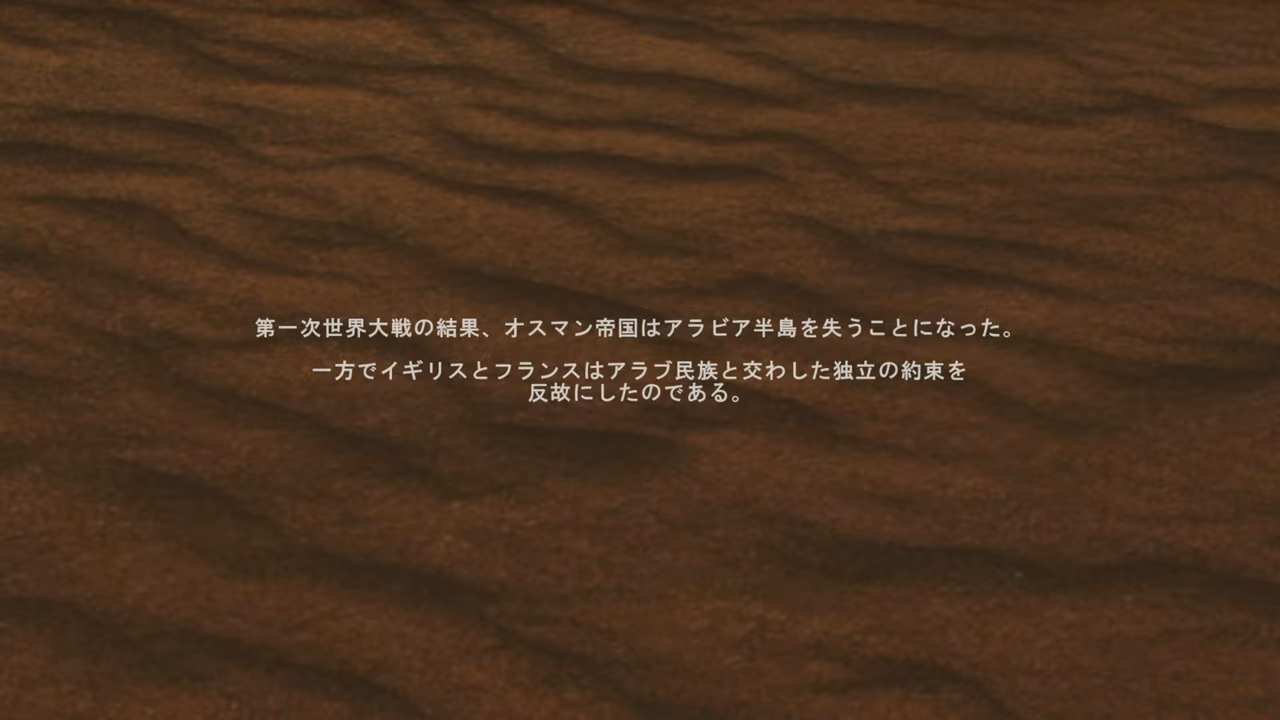 第一次世界大戦の結果、オスマン帝国はアラビア半島を失うことになった。
一方でイギリスとフランスはアラブ民族と交わした独立の約束を
反故にしたのである。